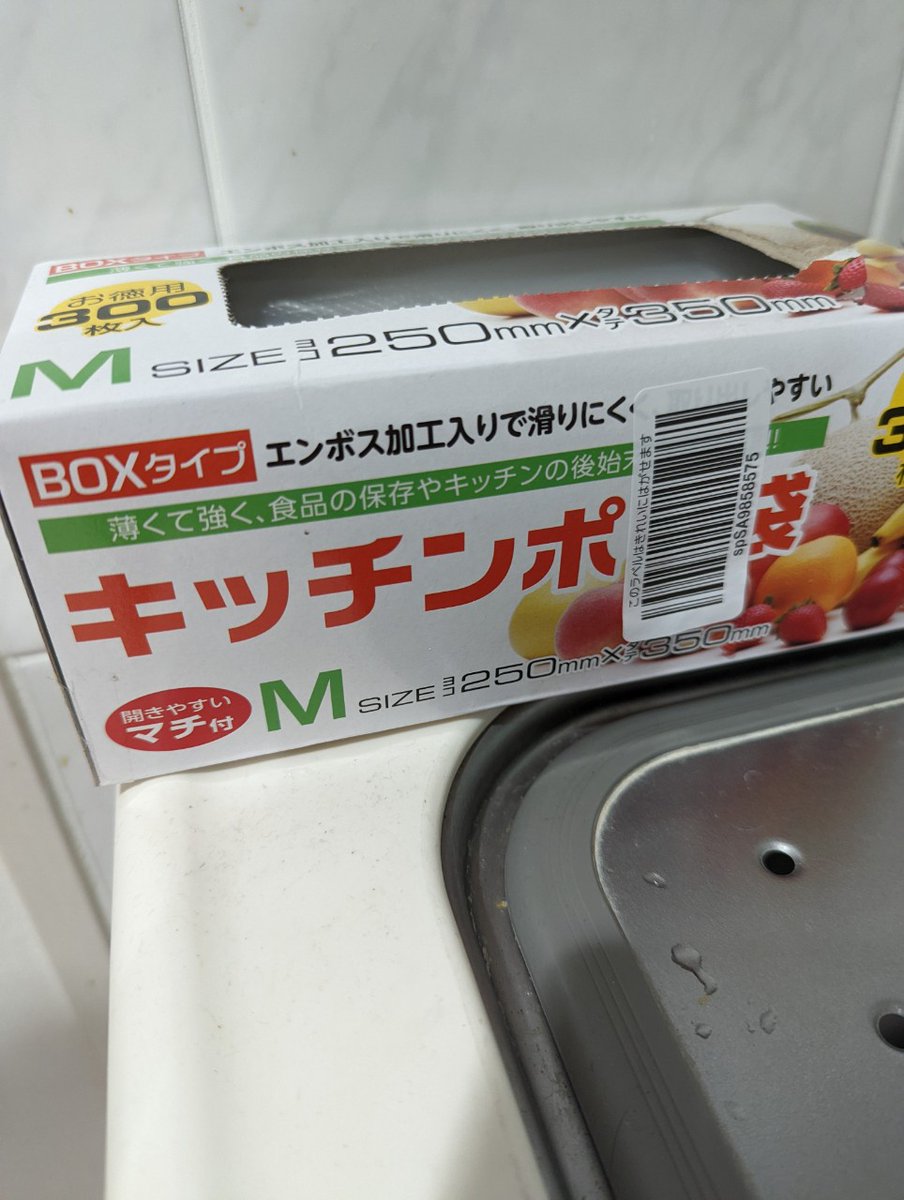 BOXタイプ
お徳用
300
枚入
M SIZE ヨコ250mm×タテ350mm
BOXタイプ
エンボス加工入りで滑りにくく
やすい
薄くて強く、食品の保存やキッチンの後始末
!!
キッチンポ
袋
開きやすい
マチ付
M SIZE ヨコ250mm×タテ350mm
このラベルはきれいにはがせます
spSA9858575
3